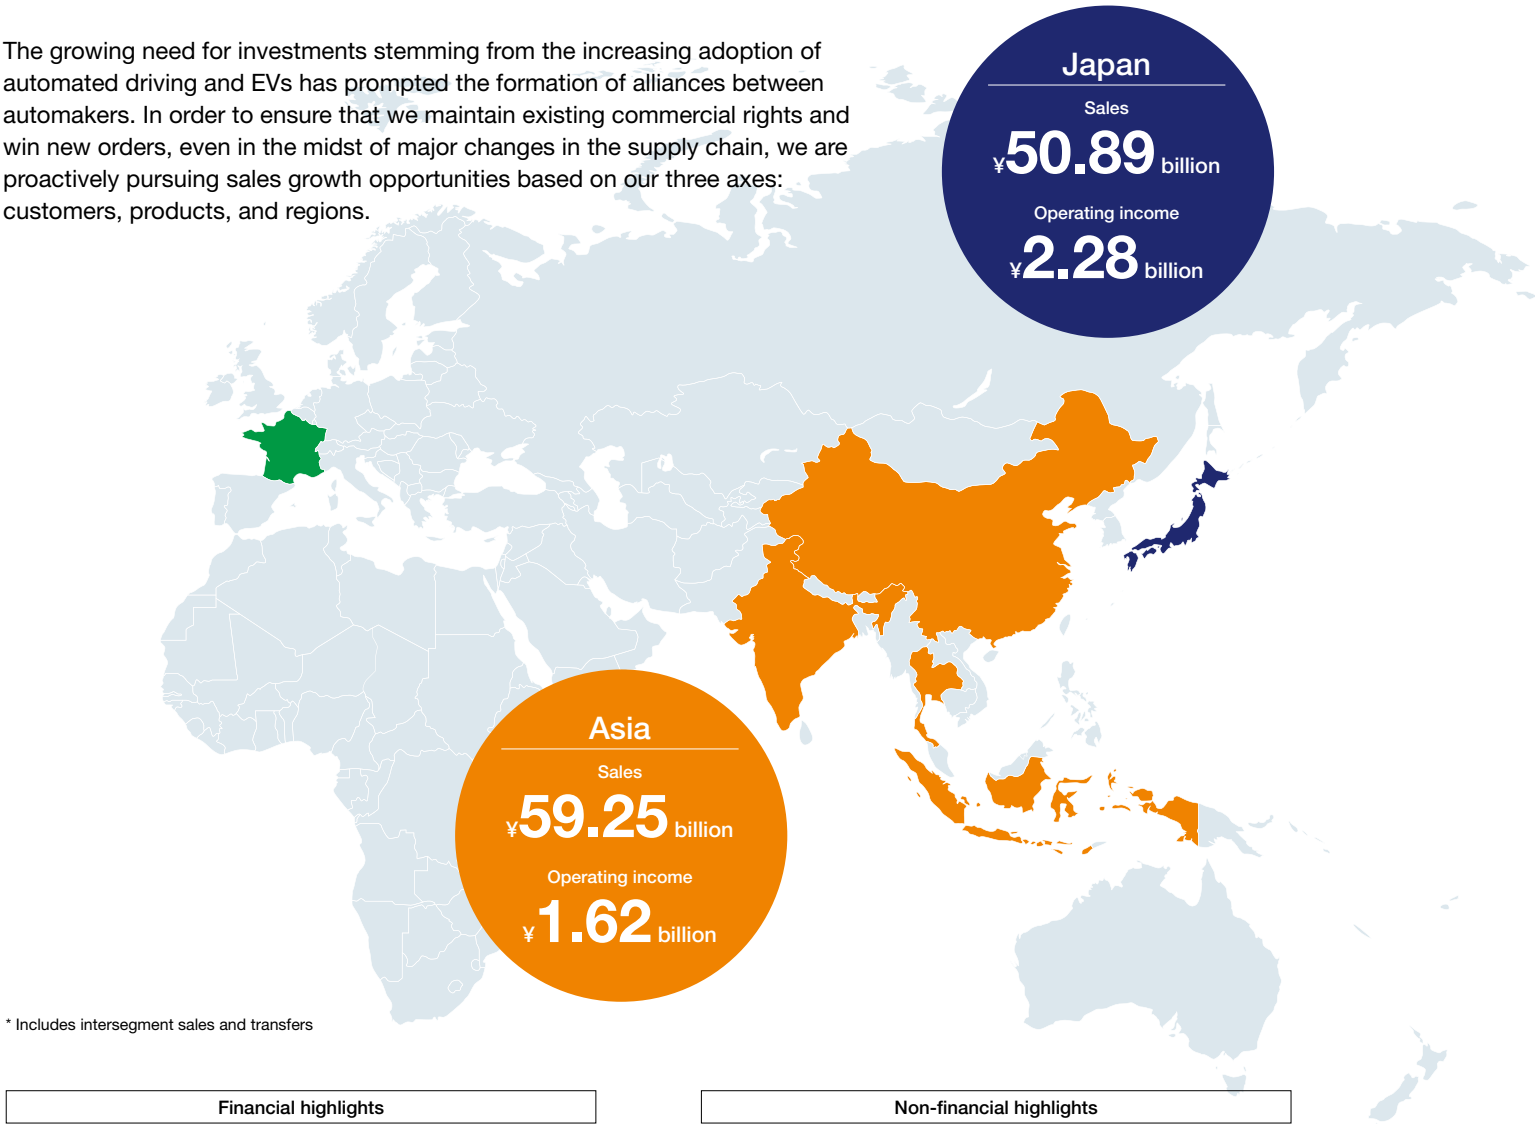 The growing need for investments stemming from the increasing adoption of
automated driving and EVs has prompted the formation of alliances between
automakers. In order to ensure that we maintain existing commercial rights and
win new orders, even in the midst of major changes in the supply chain, we are
proactively pursuing sales growth opportunities based on our three axes:
customers, products, and regions.
Japan
Sales
¥50.89 billion
Operating income
¥2.28 billion
Asia
Sales
¥59.25 billion
Operating income
¥1.62 billion
* Includes intersegment sales and transfers
Financial highlights
Non-financial highlights